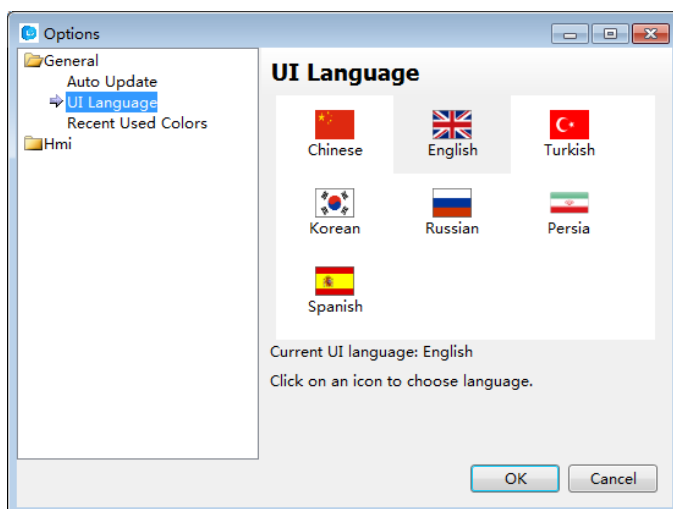 Options
General
Auto Update
UI Language
Recent Used Colors
Hmi
UI Language
Chinese
English
Turkish
Korean
Russian
Persia
Spanish
Current UI language: English
Click on an icon to choose language.
OK
Cancel